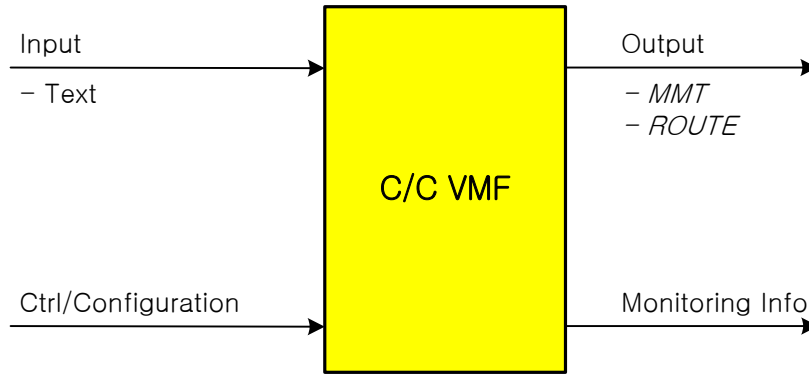 Input
- Text
Ctrl/Configuration
C/C VMF
Output
- MMT
- ROUTE
Monitoring Info